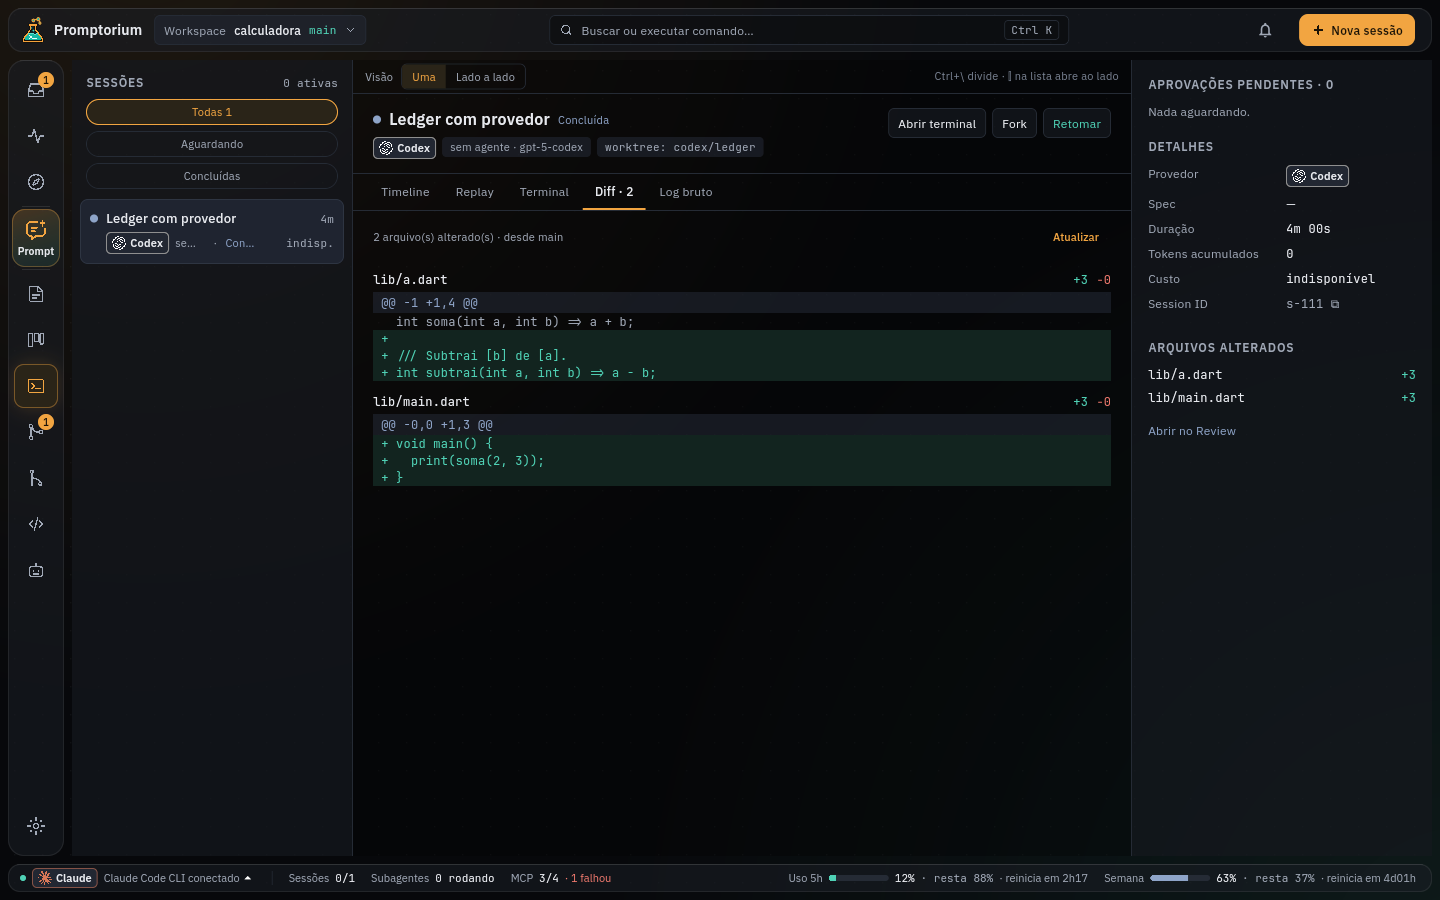 Promptorium
Workspace calculadora main
Buscar ou executar comando...
Ctrl K
+ Nova sessão
1
Prompt
1
SESSÕES
0 ativas
Todas 1
Aguardando
Concluídas
Ledger com provedor
4m
Codex se... · Con... indisp.
Visão
Uma
Lado a lado
Ctrl+\ divide · ⫿ na lista abre ao lado
Ledger com provedor
Concluída
Codex
sem agente · gpt-5-codex
worktree: codex/ledger
Abrir terminal
Fork
Retomar
Timeline
Replay
Terminal
Diff · 2
Log bruto
2 arquivo(s) alterado(s) · desde main
Atualizar
lib/a.dart
+3 -0
@@ -1 +1,4 @@
int soma(int a, int b) => a + b;
+
+ /// Subtrai [b] de [a].
+ int subtrai(int a, int b) => a - b;
lib/main.dart
+3 -0
@@ -0,0 +1,3 @@
+ void main() {
+   print(soma(2, 3));
+ }
APROVAÇÕES PENDENTES · 0
Nada aguardando.
DETALHES
Provedor Codex
Spec —
Duração 4m 00s
Tokens acumulados 0
Custo indisponível
Session ID s-111
ARQUIVOS ALTERADOS
lib/a.dart +3
lib/main.dart +3
Abrir no Review
Claude
Claude Code CLI conectado
Sessões 0/1
Subagentes 0 rodando
MCP 3/4 · 1 falhou
Uso 5h 12% · resta 88% · reinicia em 2h17
Semana 63% · resta 37% · reinicia em 4d01h